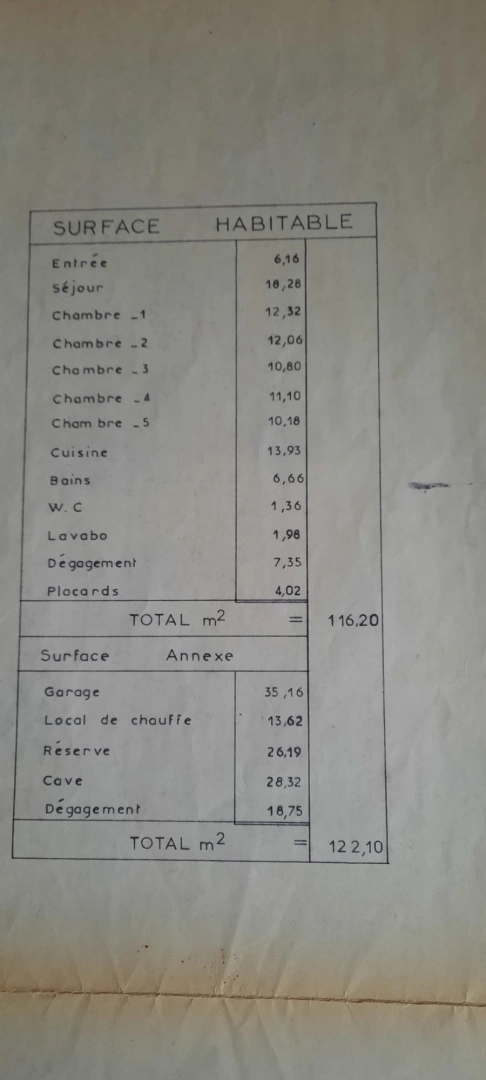 SURFACE HABITABLE
Entrée 6,16
Séjour 18,28
Chambre -1 12,32
Chambre -2 12,06
Chambre -3 10,80
Chambre -4 11,10
Chambre -5 10,18
Cuisine 13,93
Bains 6,66
W.C 1,36
Lavabo 1,98
Dégagement 7,35
Placards 4,02
TOTAL m² = 116,20
Surface Annexe
Garage 35,16
Local de chauffe 13,62
Réserve 26,19
Cave 28,32
Dégagement 18,75
TOTAL m² = 122,10